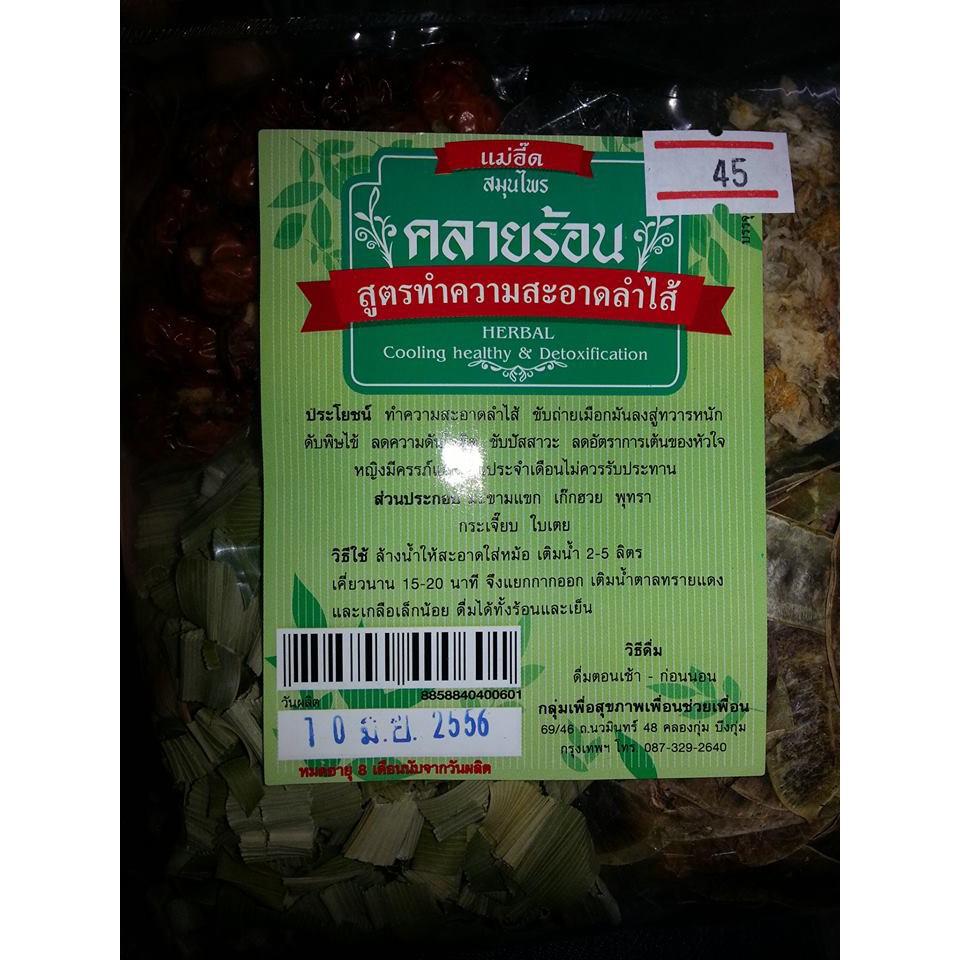 แม่อี๊ด
สมุนไพร
45
คลายร้อน
สูตรทำความสะอาดลำไส้
HERBAL
Cooling healthy & Detoxification
ประโยชน์ ทำความสะอาดลำไส้ ขับถ่ายเมือกมันลงสู่ทวารหนัก
ดับพิษไข้ ลดความดัน ขับปัสสาวะ ลดอัตราการเต้นของหัวใจ
หญิงมีครรภ์ ประจำเดือนไม่ควรรับประทาน
ส่วนประกอบ มะขามแขก เก๊กฮวย พุทรา
กระเจี๊ยบ ใบเตย
วิธีใช้ ล้างน้ำให้สะอาดใส่หม้อ เติมน้ำ 2-5 ลิตร
เคี่ยวนาน 15-20 นาที จึงแยกกากออก เติมน้ำตาลทรายแดง
และเกลือเล็กน้อย ดื่มได้ทั้งร้อนและเย็น
8858840400601
วันผลิต
10 มิ.ย. 2556
หมดอายุ 8 เดือนนับจากวันผลิต
วิธีดื่ม
ดื่มตอนเช้า - ก่อนนอน
กลุ่มเพื่อสุขภาพเพื่อนช่วยเพื่อน
69/46 ถ.นวมินทร์ 48 คลองกุ่ม บึงกุ่ม
กรุงเทพฯ โทร 087-329-2640